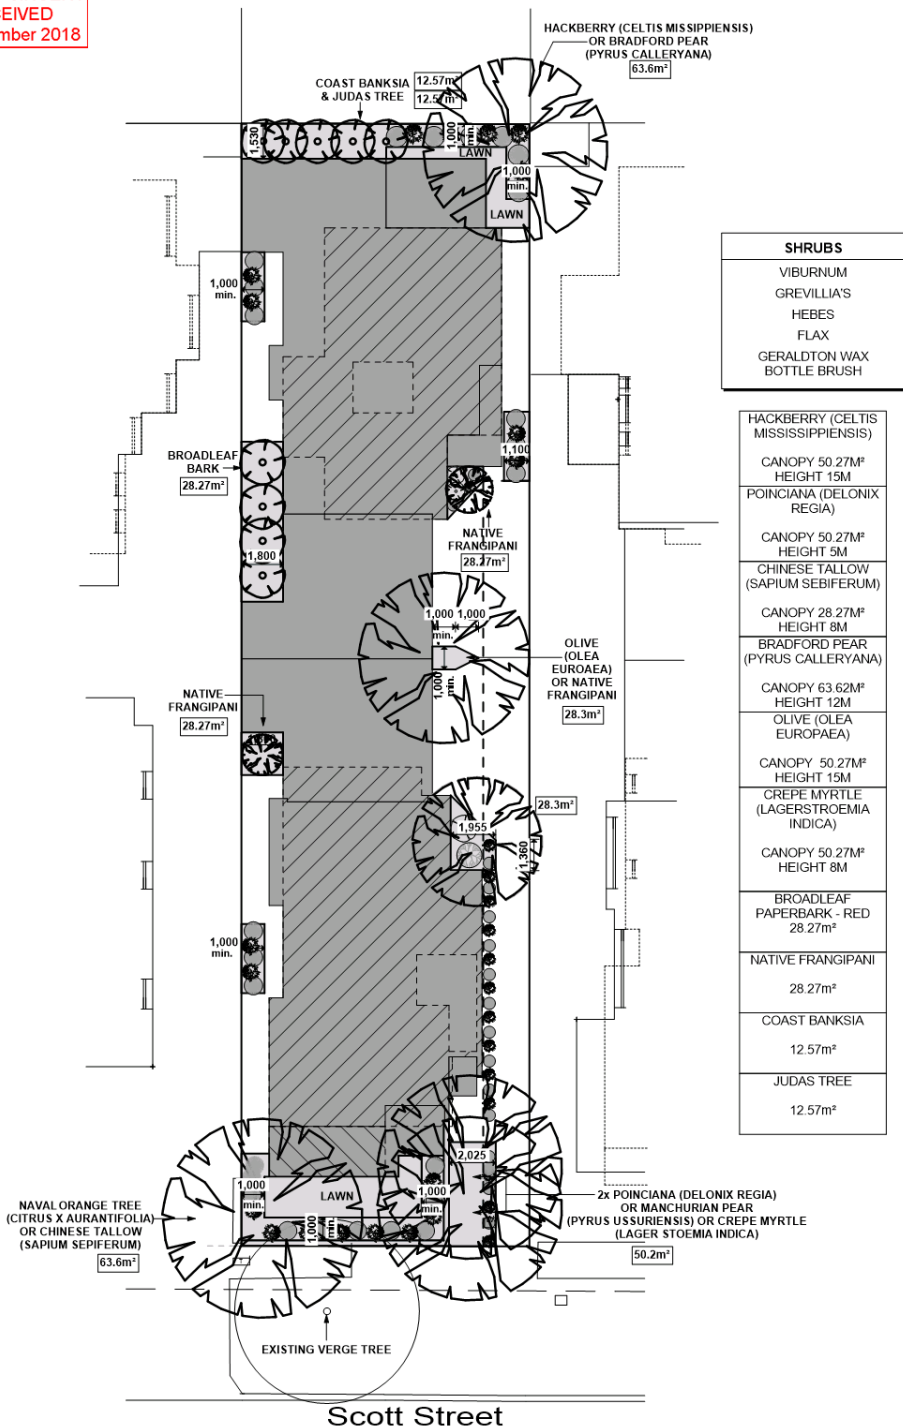 EIVED
mber 2018
HACKBERRY (CELTIS MISSIPPIENSIS)
OR BRADFORD PEAR
(PYRUS CALLERYANA)
63.6m²
COAST BANKSIA
& JUDAS TREE
12.57m²
12.57m²
1,530
1,000
min.
LAWN
1,000
min.
LAWN
1,000
min.
SHRUBS
VIBURNUM
GREVILLIA'S
HEBES
FLAX
GERALDTON WAX
BOTTLE BRUSH
HACKBERRY (CELTIS
MISSISSIPPIENSIS)
CANOPY 50.27M²
HEIGHT 15M
POINCIANA (DELONIX
REGIA)
CANOPY 50.27M²
HEIGHT 5M
CHINESE TALLOW
(SAPIUM SEBIFERUM)
CANOPY 28.27M²
HEIGHT 8M
BRADFORD PEAR
(PYRUS CALLERYANA)
CANOPY 63.62M²
HEIGHT 12M
OLIVE (OLEA
EUROPAEA)
CANOPY 50.27M²
HEIGHT 15M
CREPE MYRTLE
(LAGERSTROEMIA
INDICA)
CANOPY 50.27M²
HEIGHT 8M
BROADLEAF
PAPERBARK - RED
28.27m²
NATIVE FRANGIPANI
28.27m²
COAST BANKSIA
12.57m²
JUDAS TREE
12.57m²
BROADLEAF
BARK
28.27m²
1,100
1,800
NATIVE
FRANGIPANI
28.27m²
1,000 1,000
min.
1,000
min.
OLIVE
(OLEA
EUROAEA)
OR NATIVE
FRANGIPANI
28.3m²
NATIVE
FRANGIPANI
28.27m²
28.3m²
1,955
1,360
1,000
min.
2,025
1,000
min.
LAWN
1,000
min.
1,000
min.
NAVAL ORANGE TREE
(CITRUS X AURANTIFOLIA)
OR CHINESE TALLOW
(SAPIUM SEPIFERUM)
63.6m²
2x POINCIANA (DELONIX REGIA)
OR MANCHURIAN PEAR
(PYRUS USSURIENSIS) OR CREPE MYRTLE
(LAGER STOEMIA INDICA)
50.2m²
EXISTING VERGE TREE
Scott Street